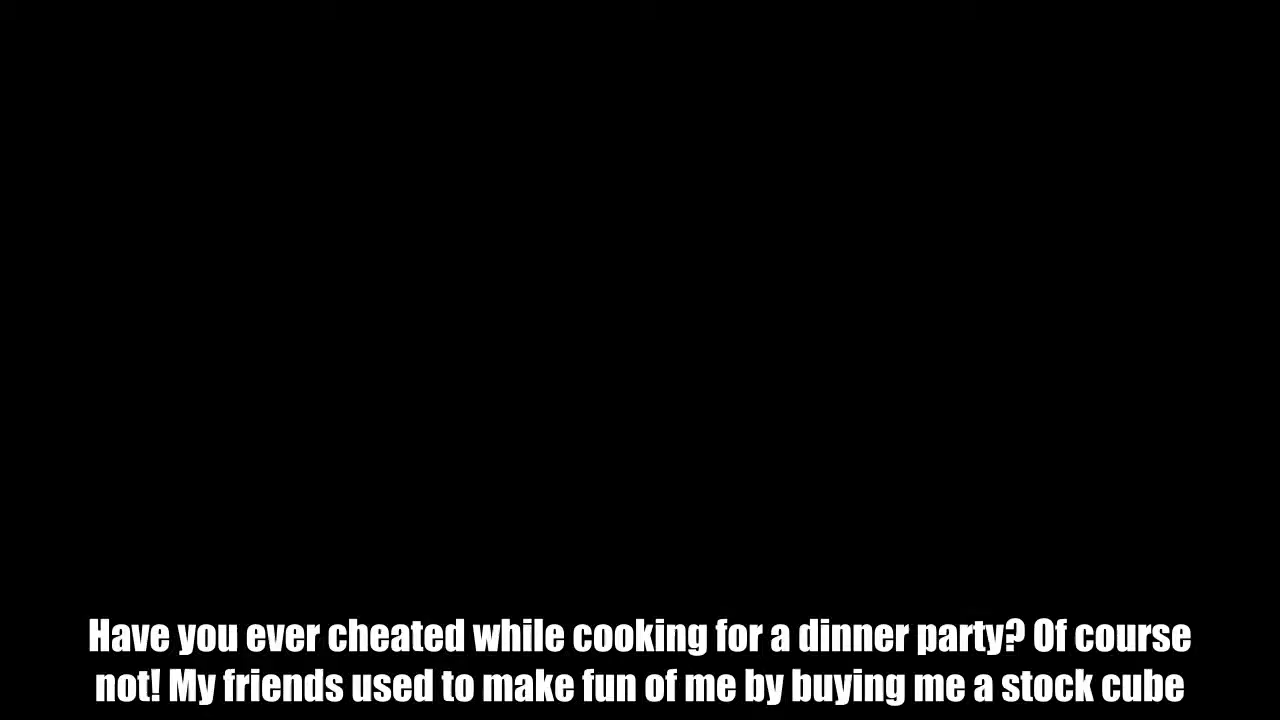 Have you ever cheated while cooking for a dinner party? Of course
not! My friends used to make fun of me by buying me a stock cube